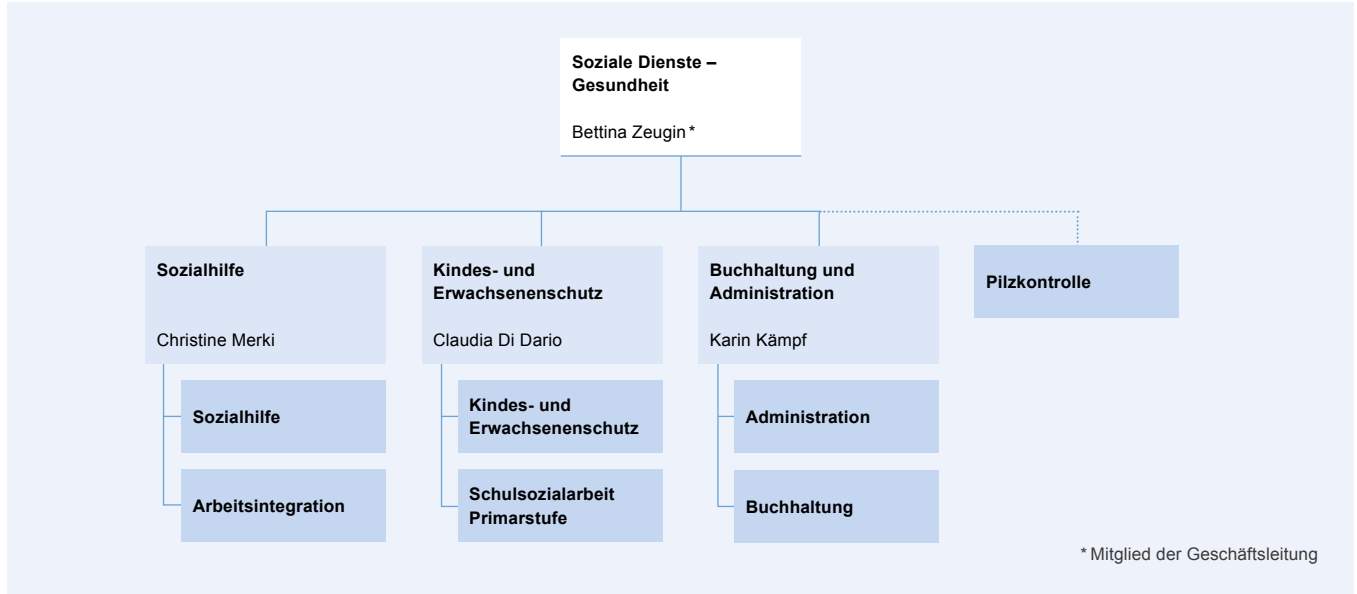 Soziale Dienste –
Gesundheit
Bettina Zeugin *
Sozialhilfe
Christine Merki
Sozialhilfe
Arbeitsintegration
Kindes- und
Erwachsenenschutz
Claudia Di Dario
Kindes- und
Erwachsenenschutz
Schulsozialarbeit
Primarstufe
Buchhaltung und
Administration
Karin Kämpf
Administration
Buchhaltung
Pilzkontrolle
* Mitglied der Geschäftsleitung